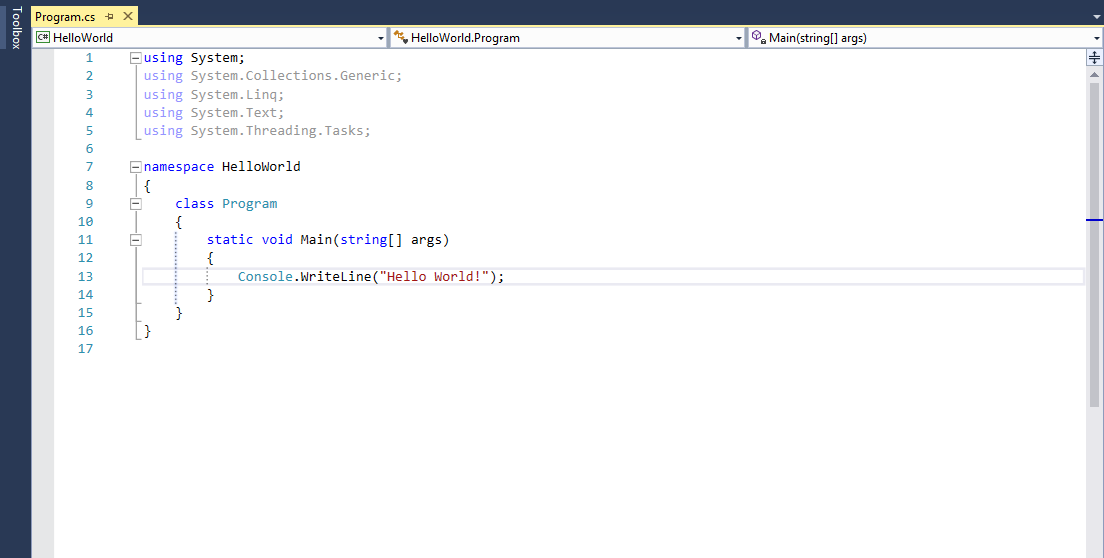 Toolbox
Program.cs
C# HelloWorld
HelloWorld.Program
Main(string[] args)
1 using System;
2 using System.Collections.Generic;
3 using System.Linq;
4 using System.Text;
5 using System.Threading.Tasks;
6
7 namespace HelloWorld
8 {
9     class Program
10     {
11         static void Main(string[] args)
12         {
13             Console.WriteLine("Hello World!");
14         }
15     }
16 }
17